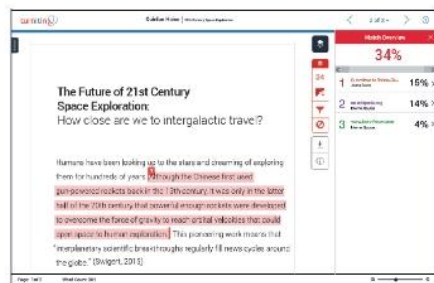 turnitin
Match Overview
34%
1 15%
2 14%
3 4%
34
The Future of 21st Century
Space Exploration:
How close are we to intergalactic travel?
Humans have been looking up to the stars and dreaming of exploring
them for hundreds of years. Although the Chinese first used
gun-powered rockets back in the 13th century, it was only in the latter
half of the 20th century that powerful enough rockets were developed
to overcome the force of gravity to reach orbital velocities that could
open space to human exploration. This pioneering work means that
"interplanetary scientific breakthroughs regularly fill news cycles around
the globe." (Swigert, 2015)